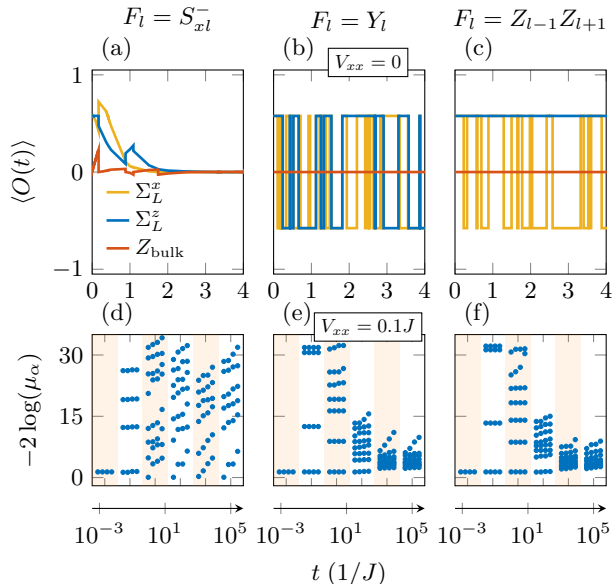 F_l = S^-_{xl} F_l = Y_l F_l = Z_{l-1}Z_{l+1}
(a) (b) (c)
V_{xx} = 0
1
0
−1
⟨O(t)⟩
Σ^x_L
Σ^z_L
Z_bulk
0 1 2 3 4 0 1 2 3 4 0 1 2 3 4
(d) (e) (f)
V_{xx} = 0.1J
30
15
0
−2 log(μ_α)
10^{−3} 10^1 10^5 10^{−3} 10^1 10^5 10^{−3} 10^1 10^5
t (1/J)